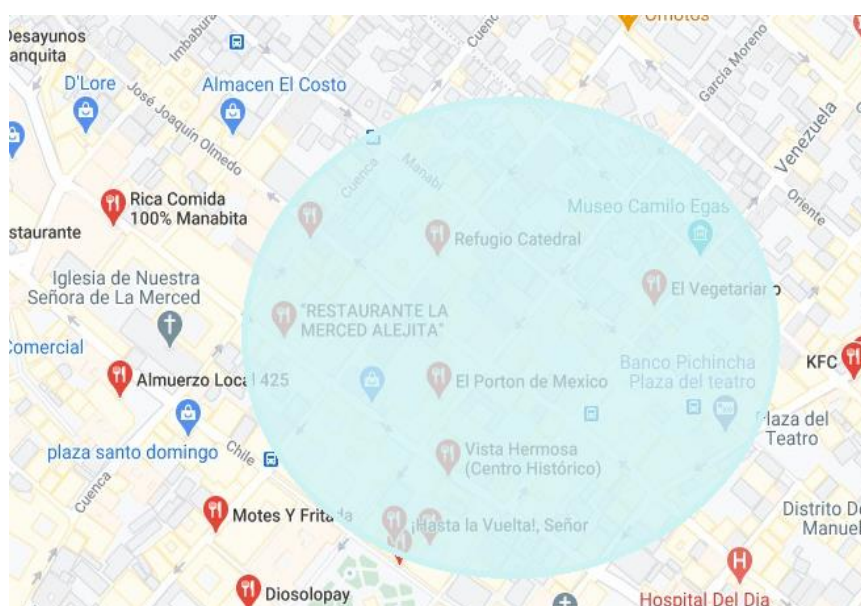 Desayunos
anquita
Imbabura
D'Lore
Almacen El Costo
José Joaquín Olmedo
Cuenca
Omotos
García Moreno
Venezuela
Oriente
Cuenca
Manabí
Rica Comida
100% Manabita
staurante
Refugio Catedral
Museo Camilo Egas
Iglesia de Nuestra
Señora de La Merced
"RESTAURANTE LA
MERCED ALEJITA"
El Vegetariano
Comercial
Almuerzo Local 425
El Porton de Mexico
Banco Pichincha
Plaza del teatro
KFC
plaza santo domingo
Chile
Plaza del
Teatro
Vista Hermosa
(Centro Histórico)
Cuenca
Motes Y Fritada
¡Hasta la Vuelta!, Señor
Distrito De
Manuel
Diosolopay
Hospital Del Dia